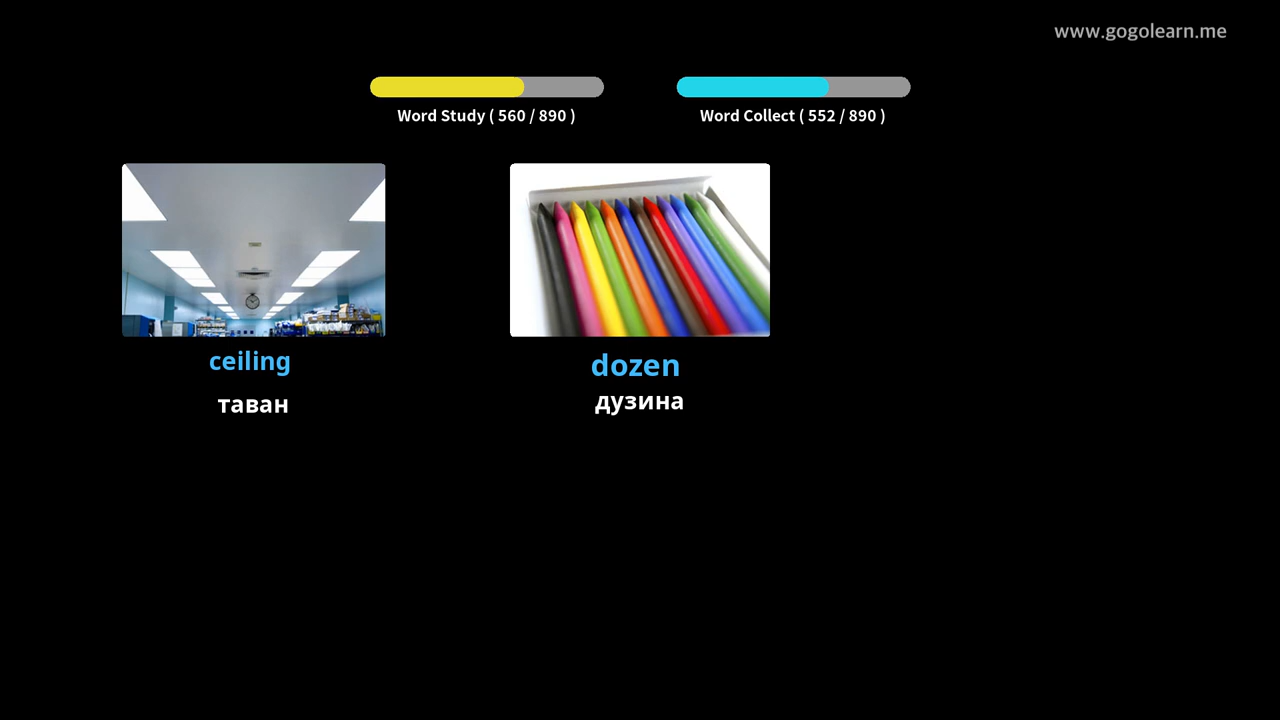 www.gogolearn.me
Word Study ( 560 / 890 )
Word Collect ( 552 / 890 )
ceiling
таван
dozen
дузина